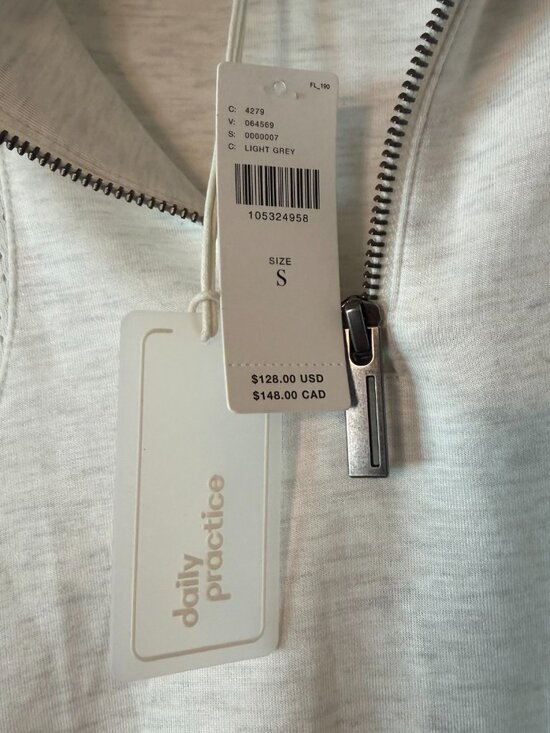 FL_190
C: 4279
V: 064569
S: 0000007
C: LIGHT GREY
105324958
SIZE
S
$128.00 USD
$148.00 CAD
daily
practice